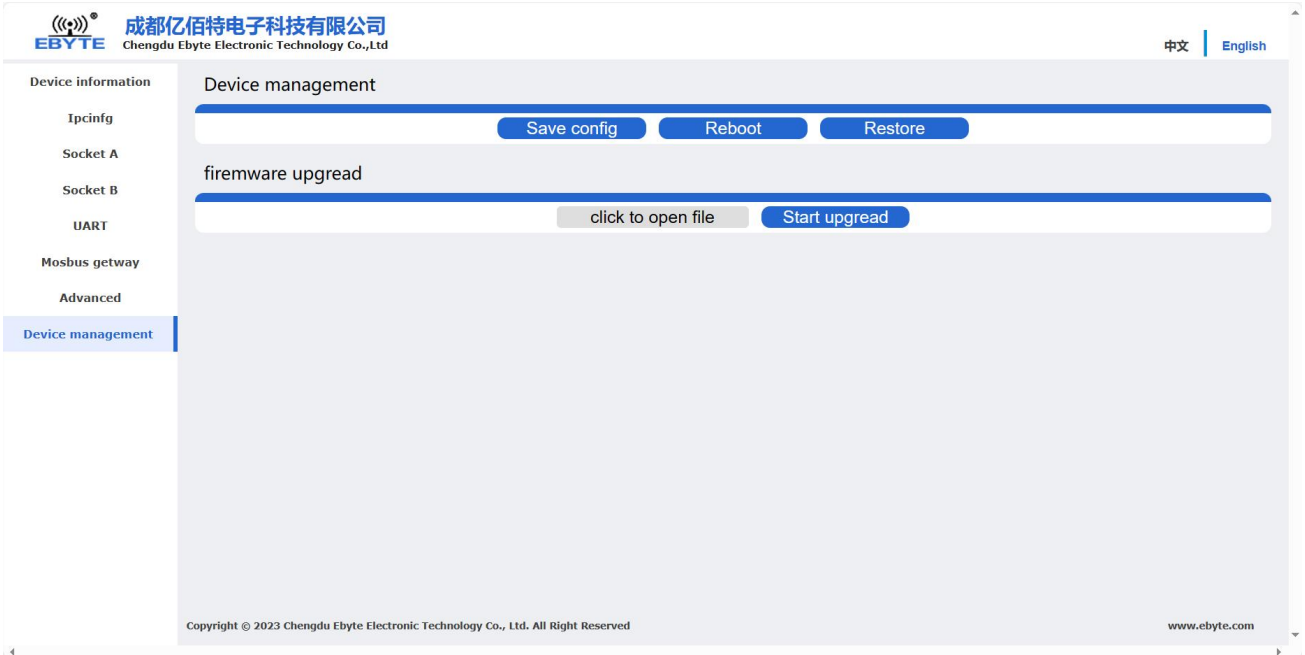 EBYTE ®
成都亿佰特电子科技有限公司
Chengdu Ebyte Electronic Technology Co.,Ltd
中文 English
Device information
Ipcinfg
Socket A
Socket B
UART
Mosbus getway
Advanced
Device management
Device management
Save config Reboot Restore
firemware upgread
click to open file Start upgread
Copyright © 2023 Chengdu Ebyte Electronic Technology Co., Ltd. All Right Reserved
www.ebyte.com